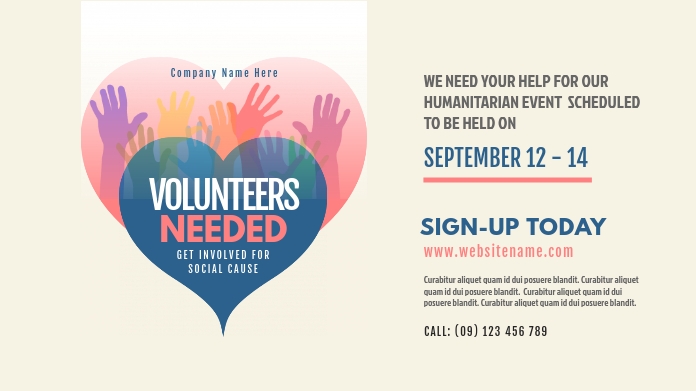 Company Name Here
VOLUNTEERS
NEEDED
GET INVOLVED FOR
SOCIAL CAUSE
WE NEED YOUR HELP FOR OUR
HUMANITARIAN EVENT SCHEDULED
TO BE HELD ON
SEPTEMBER 12 - 14
SIGN-UP TODAY
www.websitename.com
Curabitur aliquet quam id dui posuere blandit. Curabitur aliquet
quam id dui posuere blandit. Curabitur aliquet quam id dui
posuere blandit. Curabitur aliquet quam id dui posuere blandit.
CALL: (09) 123 456 789